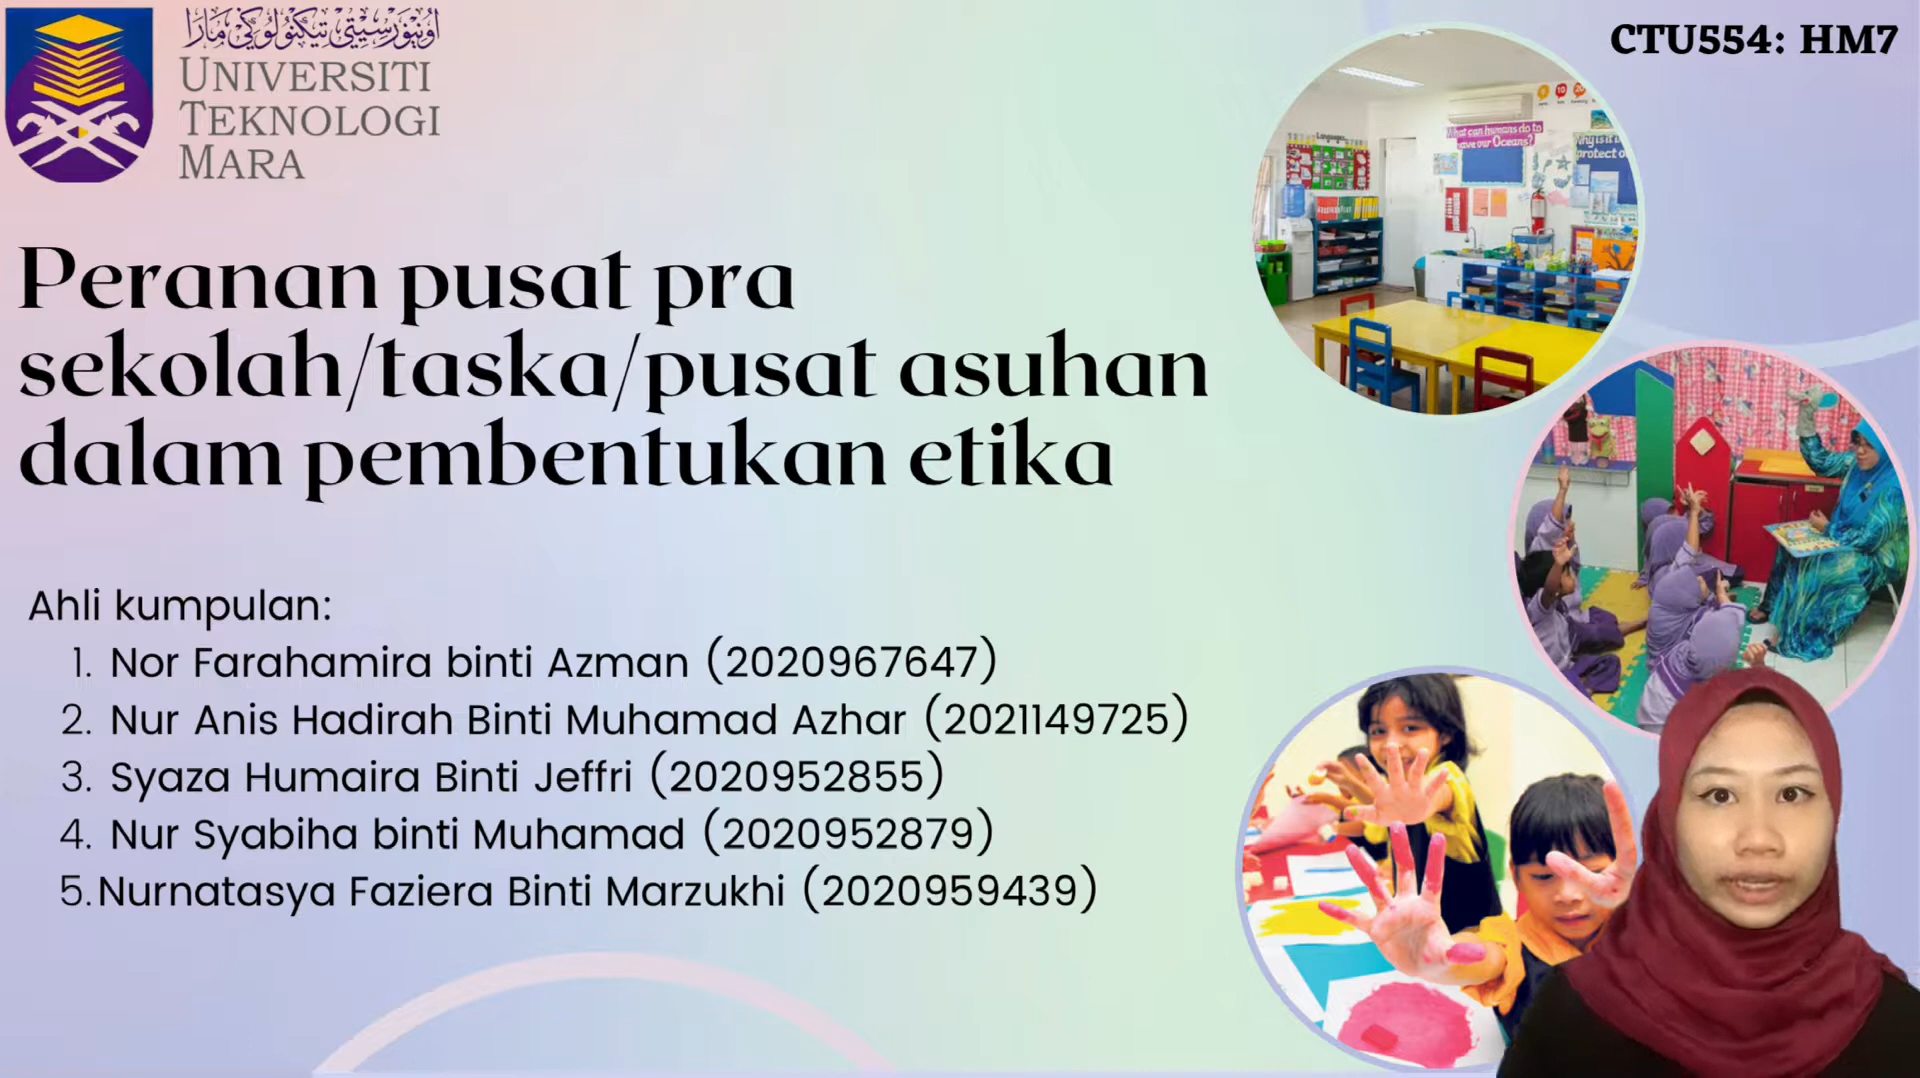 اونيۏرسيتي تيكنولوڬي مارا
UNIVERSITI
TEKNOLOGI
MARA
CTU554: HM7
Peranan pusat pra
sekolah/taska/pusat asuhan
dalam pembentukan etika
Ahli kumpulan:
1. Nor Farahamira binti Azman (2020967647)
2. Nur Anis Hadirah Binti Muhamad Azhar (2021149725)
3. Syaza Humaira Binti Jeffri (2020952855)
4. Nur Syabiha binti Muhamad (2020952879)
5. Nurnatasya Faziera Binti Marzukhi (2020959439)
Languages
What can humans do to
save our Oceans?
protect